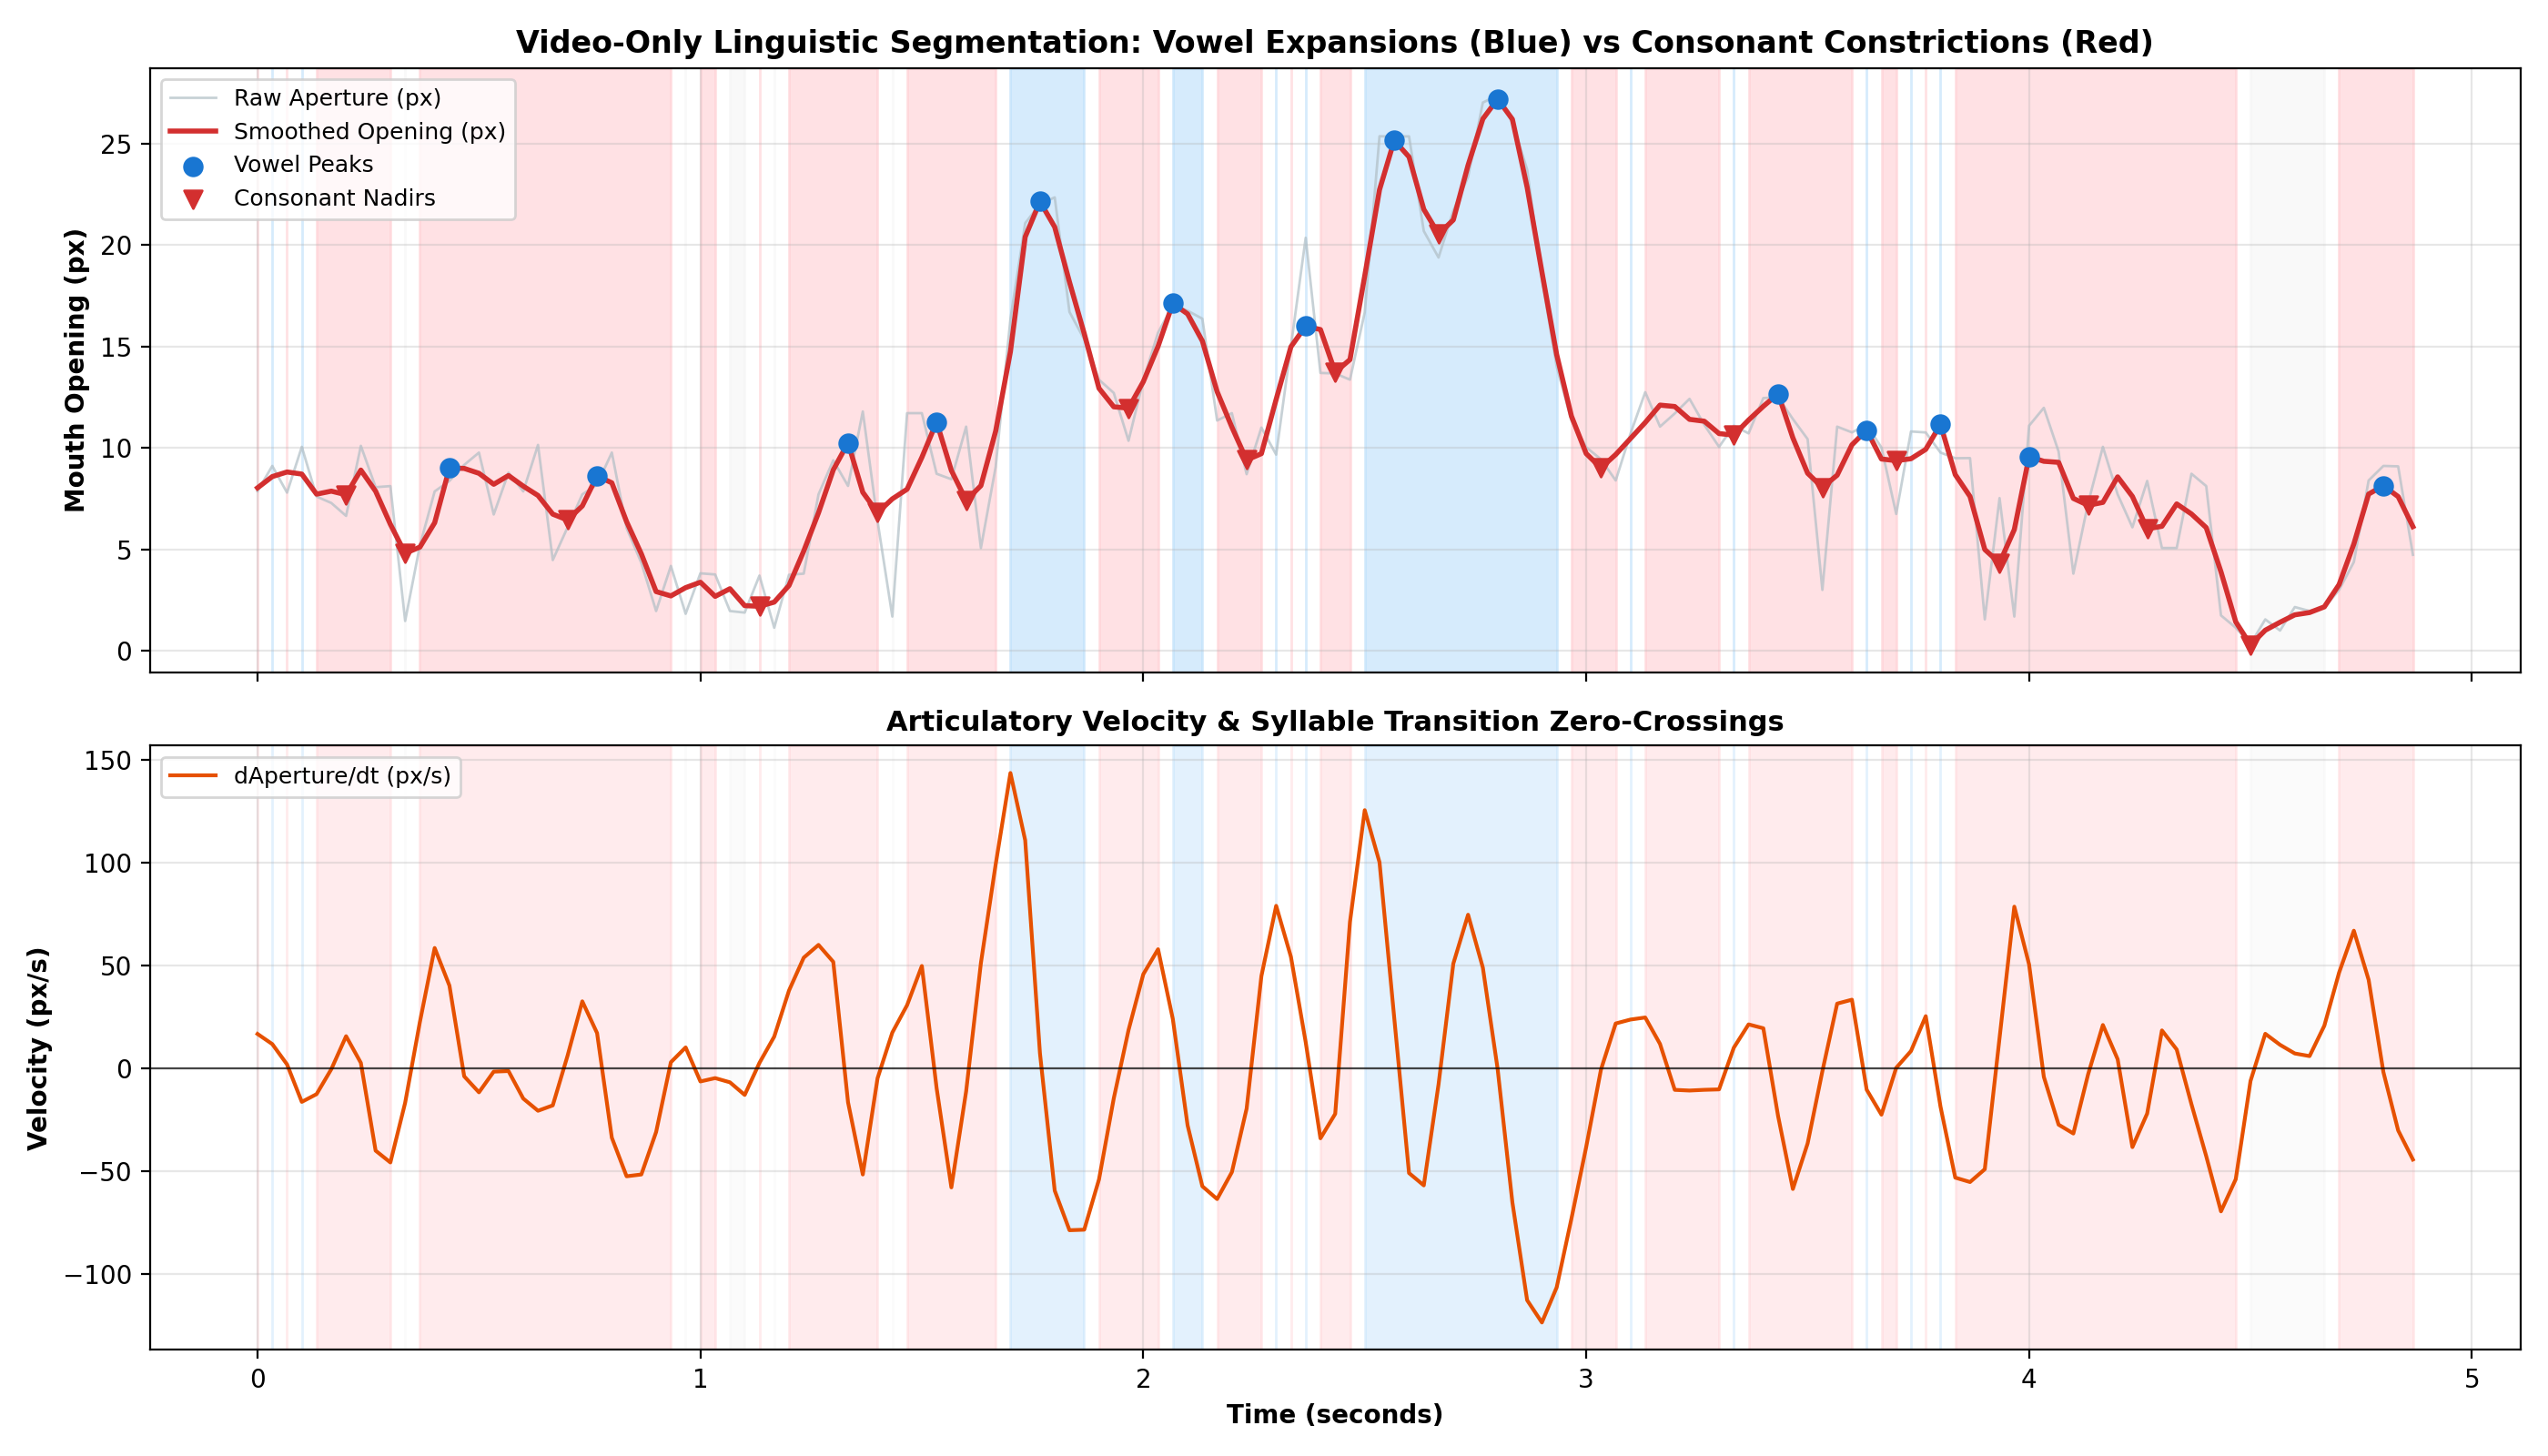 Video-Only Linguistic Segmentation: Vowel Expansions (Blue) vs Consonant Constrictions (Red)
Raw Aperture (px)
Smoothed Opening (px)
Vowel Peaks
Consonant Nadirs
Mouth Opening (px)
25
20
15
10
5
0
Articulatory Velocity & Syllable Transition Zero-Crossings
dAperture/dt (px/s)
Velocity (px/s)
150
100
50
0
−50
−100
0 1 2 3 4 5
Time (seconds)